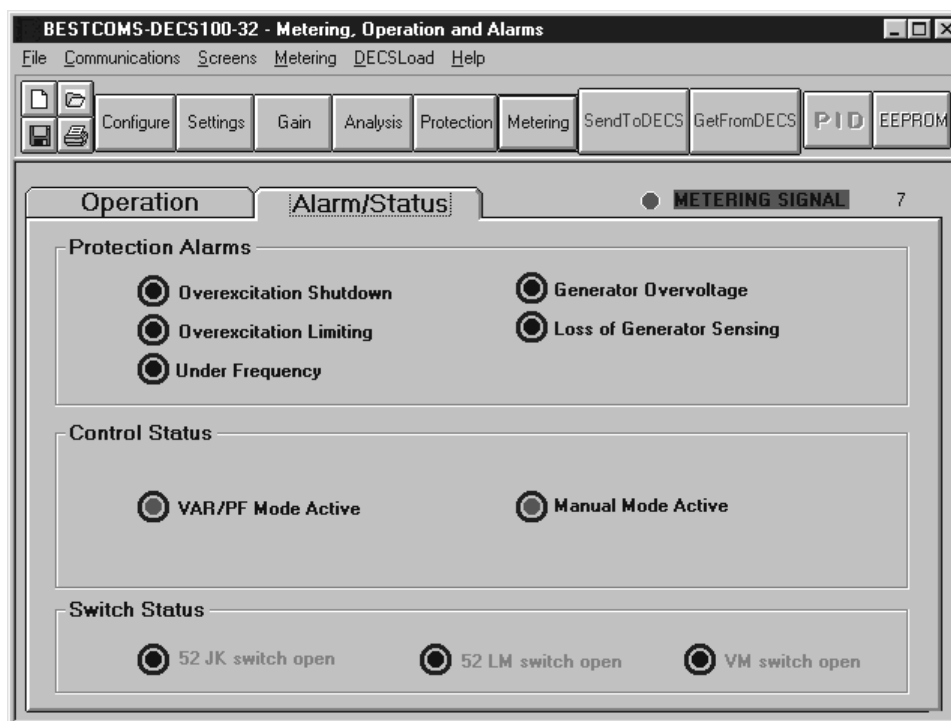 BESTCOMS-DECS100-32 - Metering, Operation and Alarms
File Communications Screens Metering DECSLoad Help
Configure Settings Gain Analysis Protection Metering SendToDECS GetFromDECS PID EEPROM
Operation Alarm/Status METERING SIGNAL 7
Protection Alarms
Overexcitation Shutdown Generator Overvoltage
Overexcitation Limiting Loss of Generator Sensing
Under Frequency
Control Status
VAR/PF Mode Active Manual Mode Active
Switch Status
52 JK switch open 52 LM switch open VM switch open